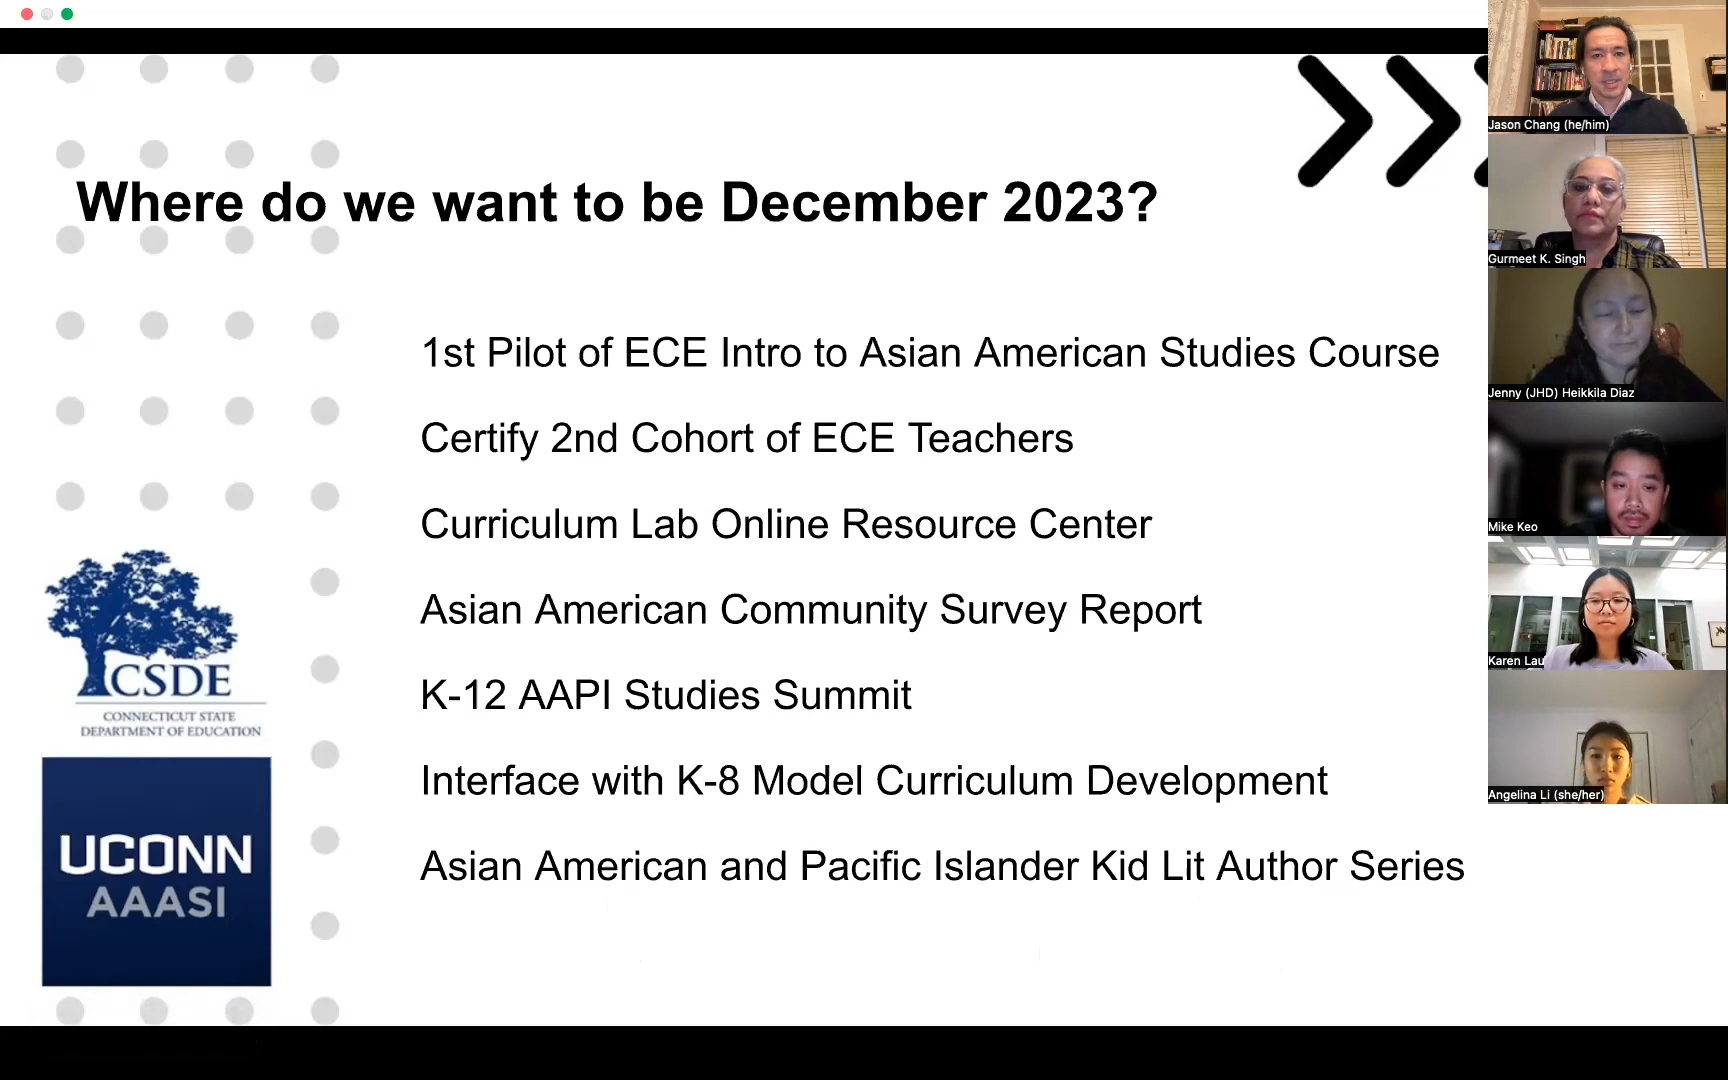 Where do we want to be December 2023?
1st Pilot of ECE Intro to Asian American Studies Course
Certify 2nd Cohort of ECE Teachers
Curriculum Lab Online Resource Center
Asian American Community Survey Report
K-12 AAPI Studies Summit
Interface with K-8 Model Curriculum Development
Asian American and Pacific Islander Kid Lit Author Series
CSDE
CONNECTICUT STATE
DEPARTMENT OF EDUCATION
UCONN
AAASI
Jason Chang (he/him)
Gurmeet K. Singh
Jenny (JHD) Heikkila Diaz
Mike Keo
Karen Lau
Angelina Li (she/her)